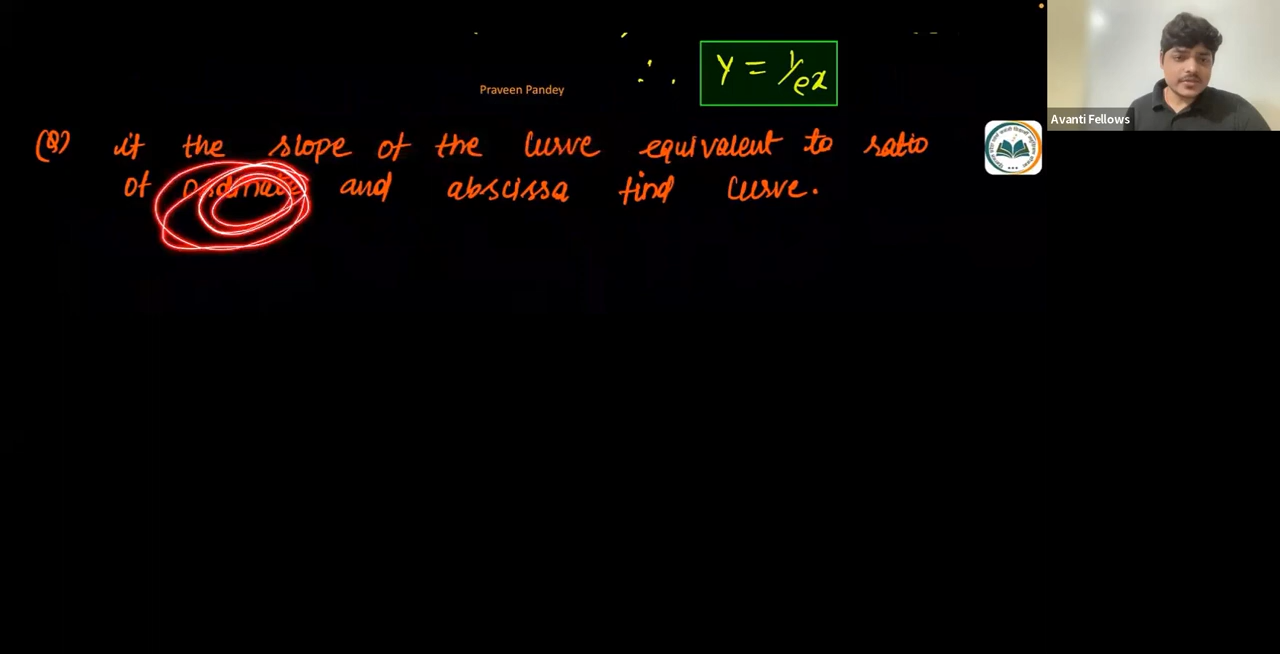 ∴ y = 1/ex
Praveen Pandey
Avanti Fellows
(Q) if the slope of the curve equivalent to ratio
of ordinate and abscissa find curve.